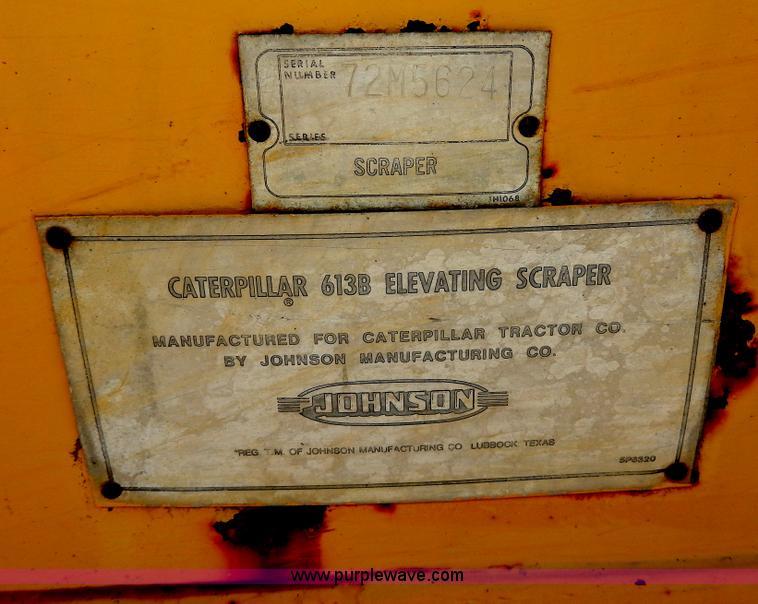 SERIAL
NUMBER 72M5624
SERIES
SCRAPER
1H1068
CATERPILLAR 613B ELEVATING SCRAPER
®
MANUFACTURED FOR CATERPILLAR TRACTOR CO.
BY JOHNSON MANUFACTURING CO.
JOHNSON
*REG. T.M. OF JOHNSON MANUFACTURING CO LUBBOCK TEXAS
www.purplewave.com